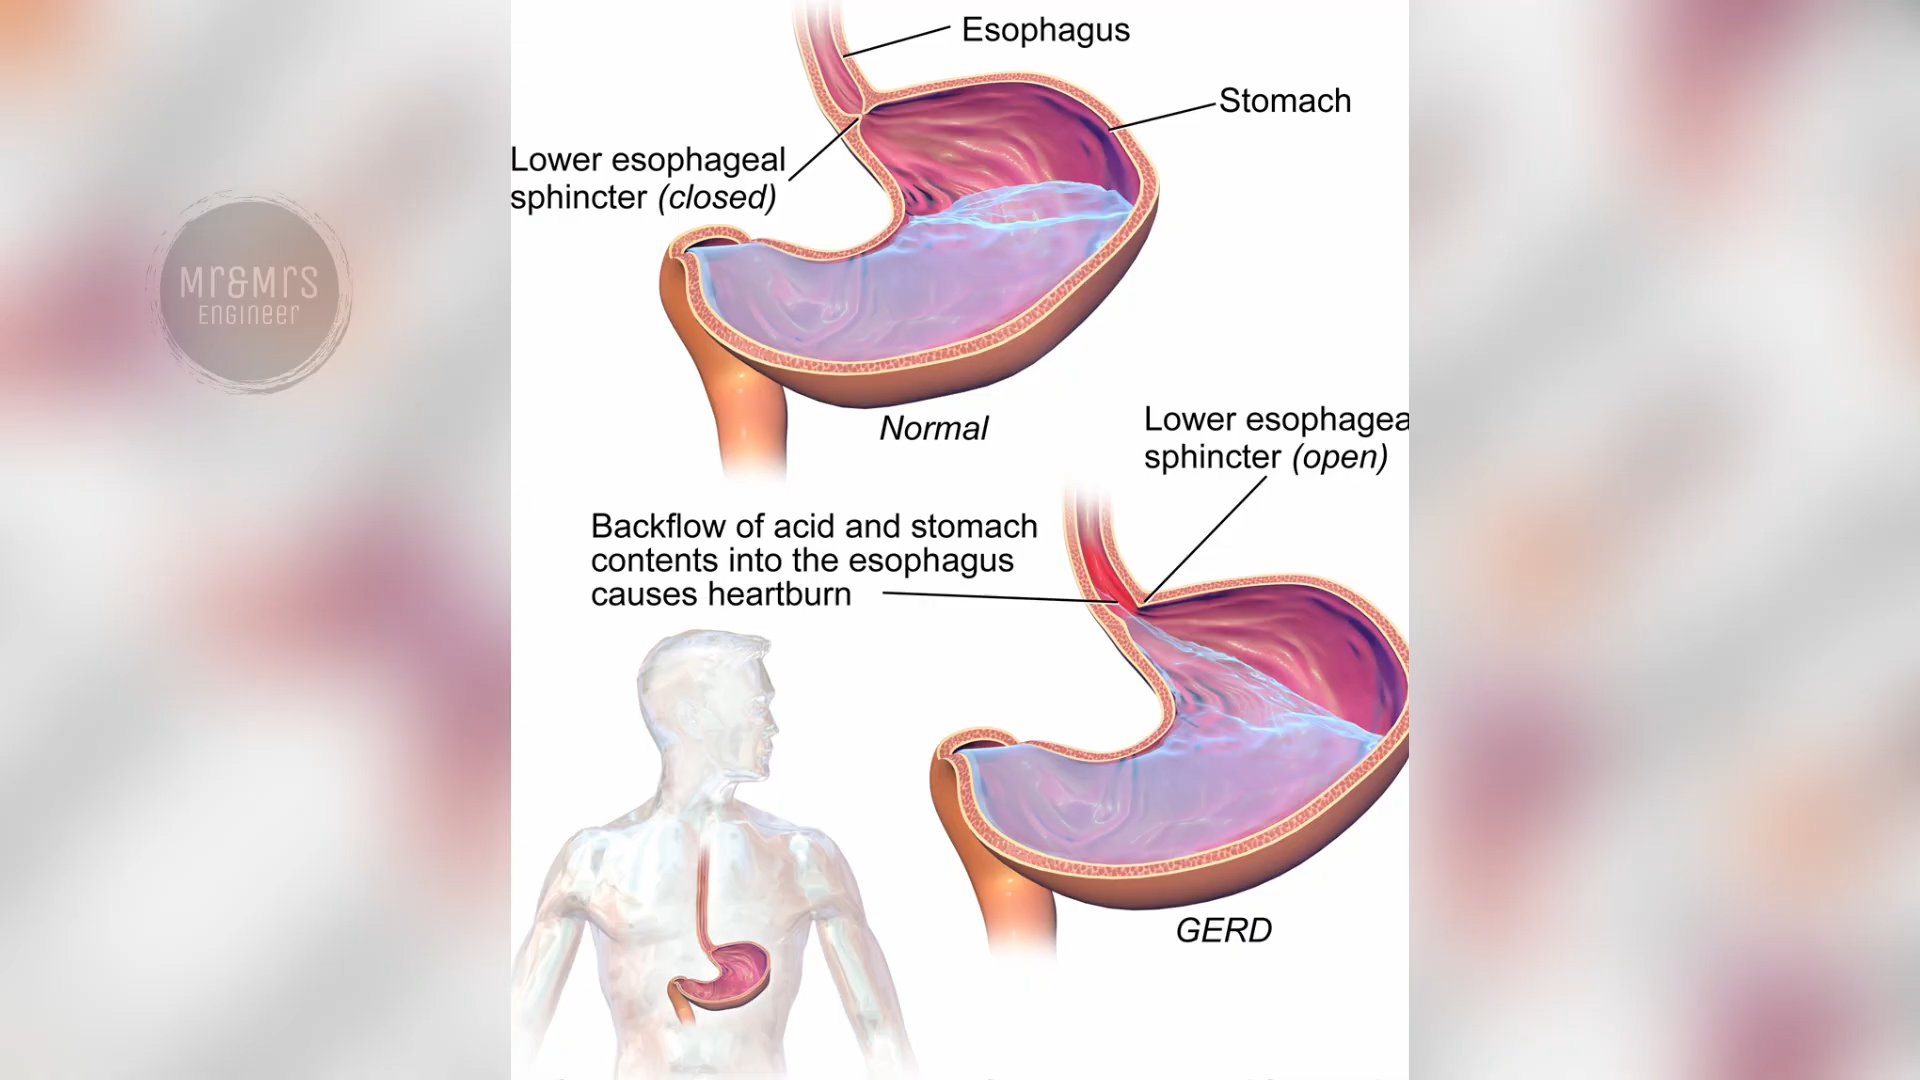 Esophagus
Stomach
Lower esophageal
sphincter (closed)
Mr&Mrs
Engineer
Normal
Lower esophagea
sphincter (open)
Backflow of acid and stomach
contents into the esophagus
causes heartburn
GERD